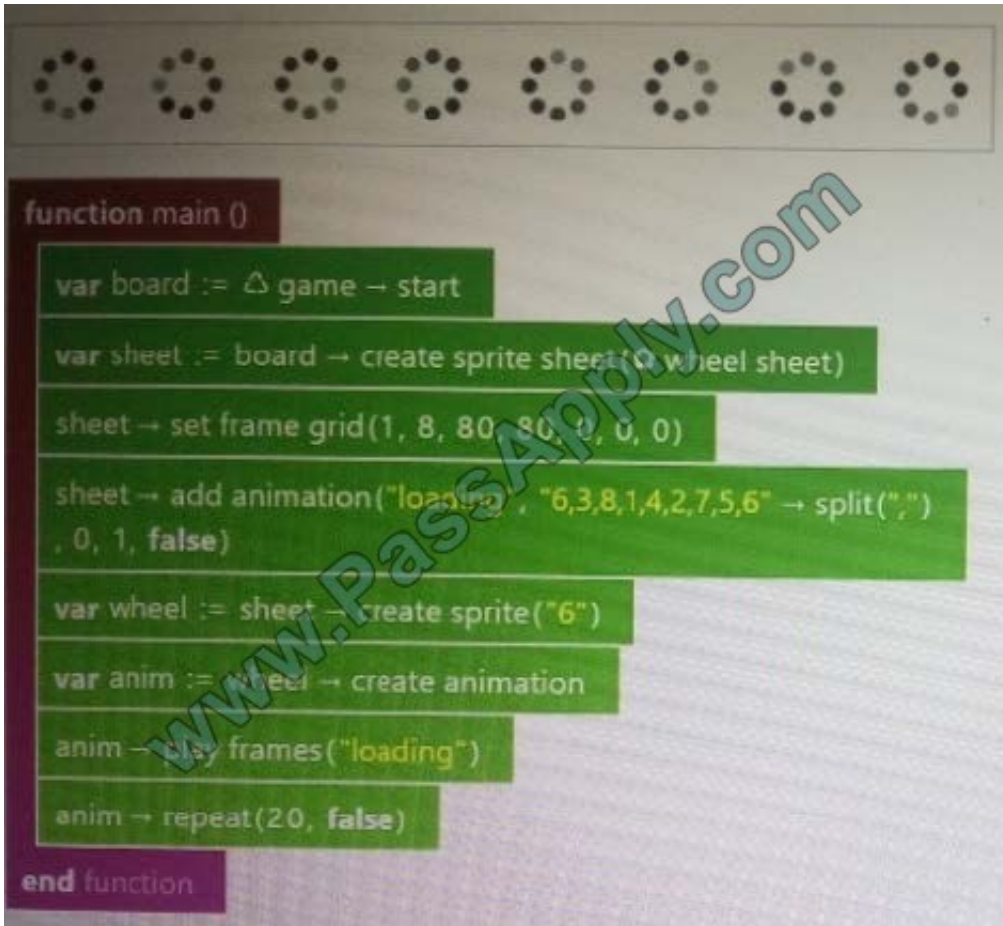 function main ()
var board := game → start
var sheet := board → create sprite sheet(Ω wheel sheet)
sheet → set frame grid(1, 8, 80, 80, 0, 0, 0)
sheet → add animation("loading", "6,3,8,1,4,2,7,5,6" → split(",")
, 0, 1, false)
var wheel := sheet → create sprite("6")
var anim := wheel → create animation
anim → play frames("loading")
anim → repeat(20, false)
end function
www.PassApply.com